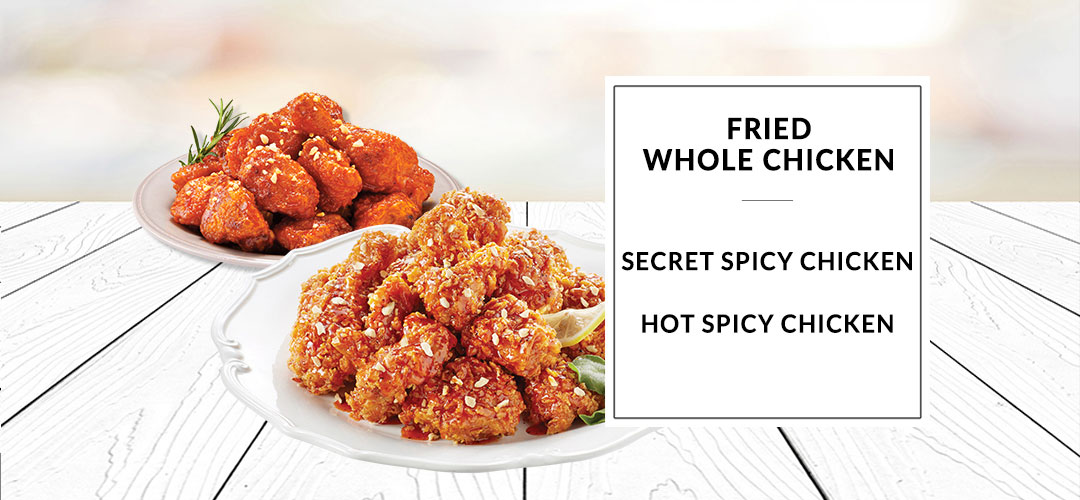 FRIED
WHOLE CHICKEN
SECRET SPICY CHICKEN
HOT SPICY CHICKEN